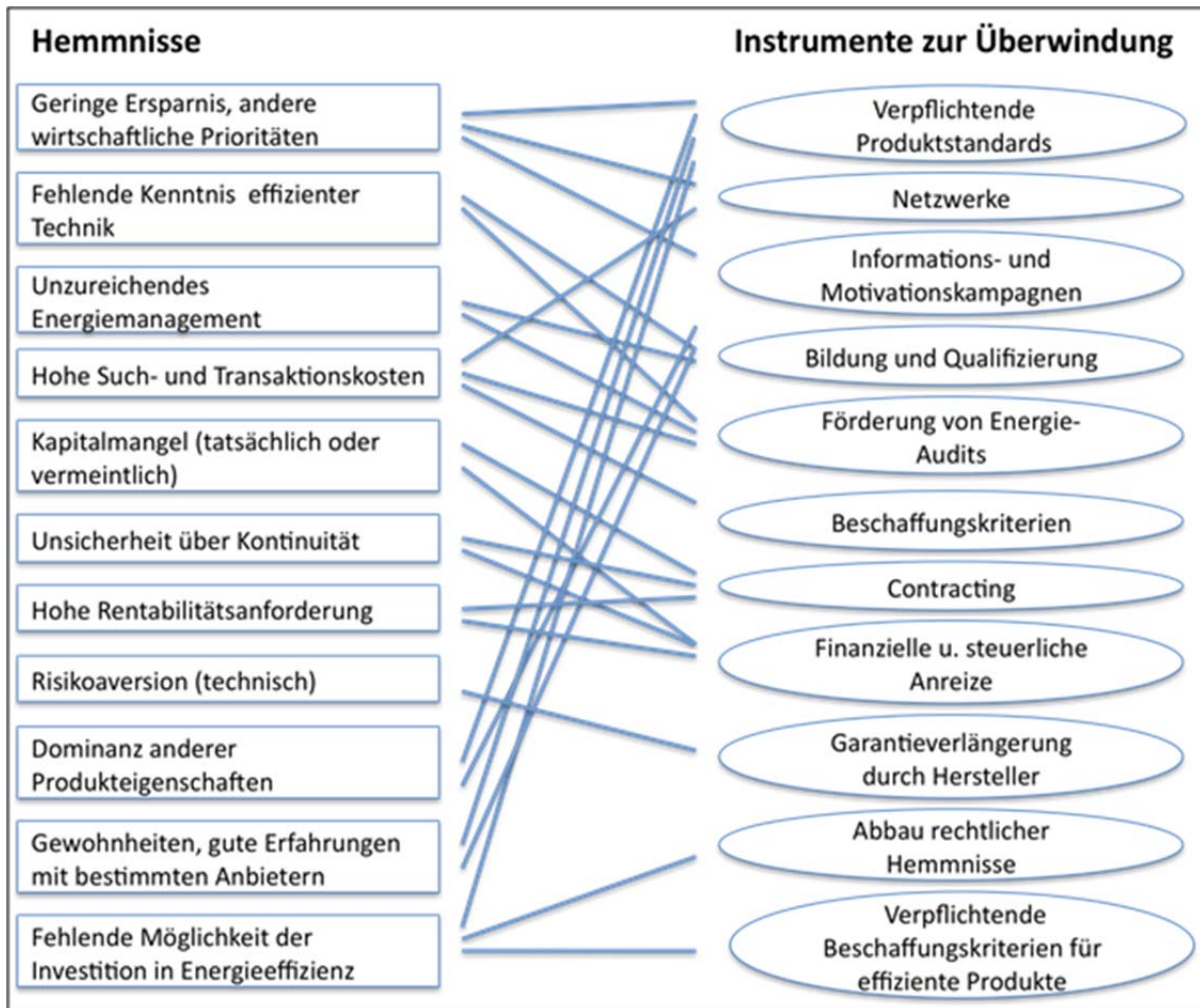 Hemmnisse
Geringe Ersparnis, andere
wirtschaftliche Prioritäten
Fehlende Kenntnis effizienter
Technik
Unzureichendes
Energiemanagement
Hohe Such- und Transaktionskosten
Kapitalmangel (tatsächlich oder
vermeintlich)
Unsicherheit über Kontinuität
Hohe Rentabilitätsanforderung
Risikoaversion (technisch)
Dominanz anderer
Produkteigenschaften
Gewohnheiten, gute Erfahrungen
mit bestimmten Anbietern
Fehlende Möglichkeit der
Investition in Energieeffizienz
Instrumente zur Überwindung
Verpflichtende
Produktstandards
Netzwerke
Informations- und
Motivationskampagnen
Bildung und Qualifizierung
Förderung von Energie-
Audits
Beschaffungskriterien
Contracting
Finanzielle u. steuerliche
Anreize
Garantieverlängerung
durch Hersteller
Abbau rechtlicher
Hemmnisse
Verpflichtende
Beschaffungskriterien für
effiziente Produkte